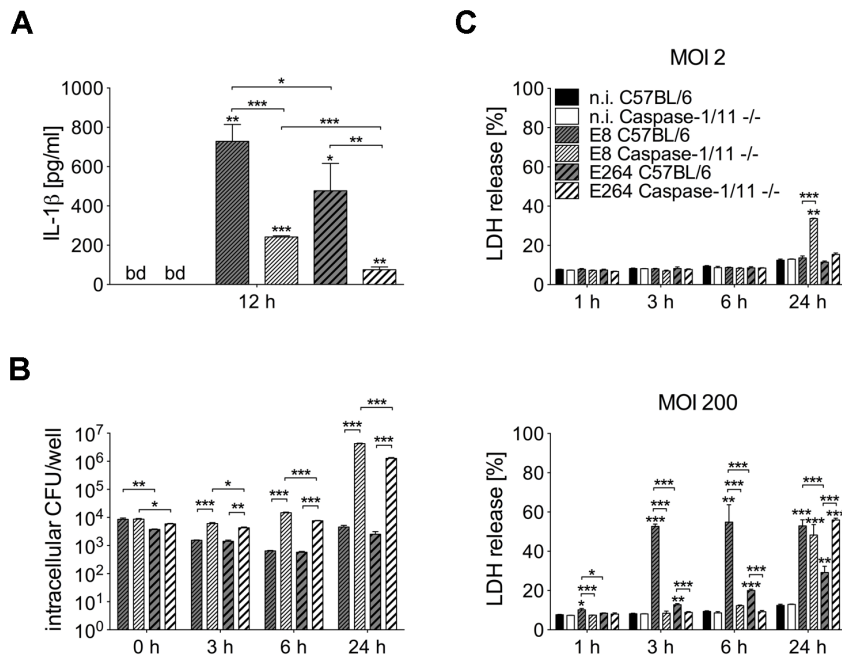 A
IL-1β [pg/ml]
1000
800
600
400
200
0
bd bd
** *** * **
*** * *** **
12 h
B
intracellular CFU/well
10⁷
10⁶
10⁵
10⁴
10³
10²
10¹
10⁰
** *
*** * **
*** *** ***
*** *** ***
0 h 3 h 6 h 24 h
C
MOI 2
LDH release [%]
100
80
60
40
20
0
n.i. C57BL/6
n.i. Caspase-1/11 -/-
E8 C57BL/6
E8 Caspase-1/11 -/-
E264 C57BL/6
E264 Caspase-1/11 -/-
***
**
1 h 3 h 6 h 24 h
MOI 200
LDH release [%]
100
80
60
40
20
0
* *** *
*** *** *** ** ***
*** *** ** *** ***
*** *** *** *** ** ***
1 h 3 h 6 h 24 h